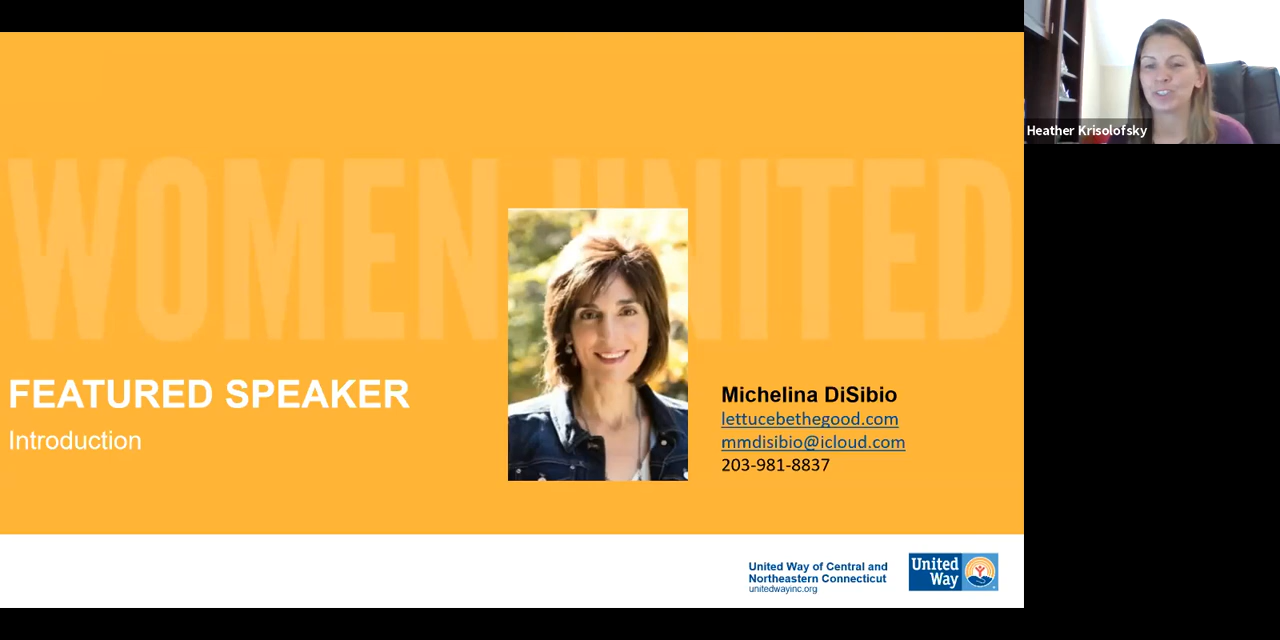 Heather Krisolofsky
WOMEN UNITED
FEATURED SPEAKER
Introduction
Michelina DiSibio
lettucebethegood.com
mmdisibio@icloud.com
203-981-8837
United Way of Central and
Northeastern Connecticut
unitedwayinc.org
United
Way